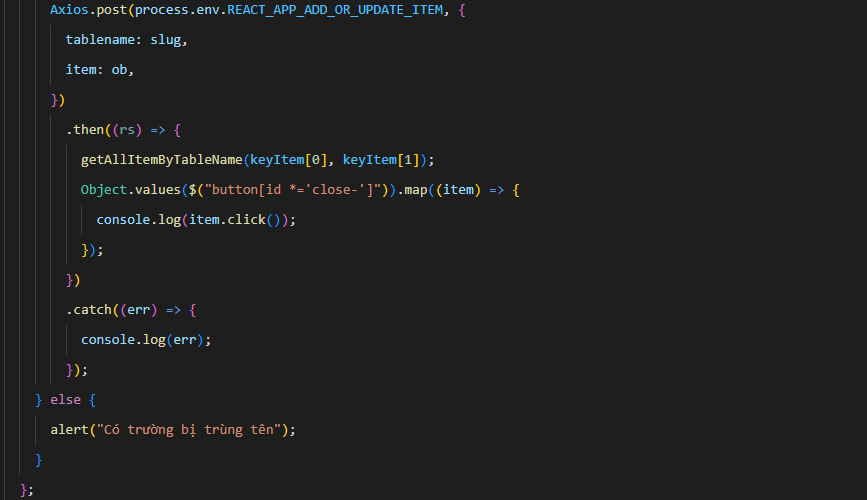 Axios.post(process.env.REACT_APP_ADD_OR_UPDATE_ITEM, {
tablename: slug,
item: ob,
})
.then((rs) => {
getAllItemByTableName(keyItem[0], keyItem[1]);
Object.values($("button[id *='close-']")).map((item) => {
console.log(item.click());
});
})
.catch((err) => {
console.log(err);
});
} else {
alert("Có trường bị trùng tên");
}
};